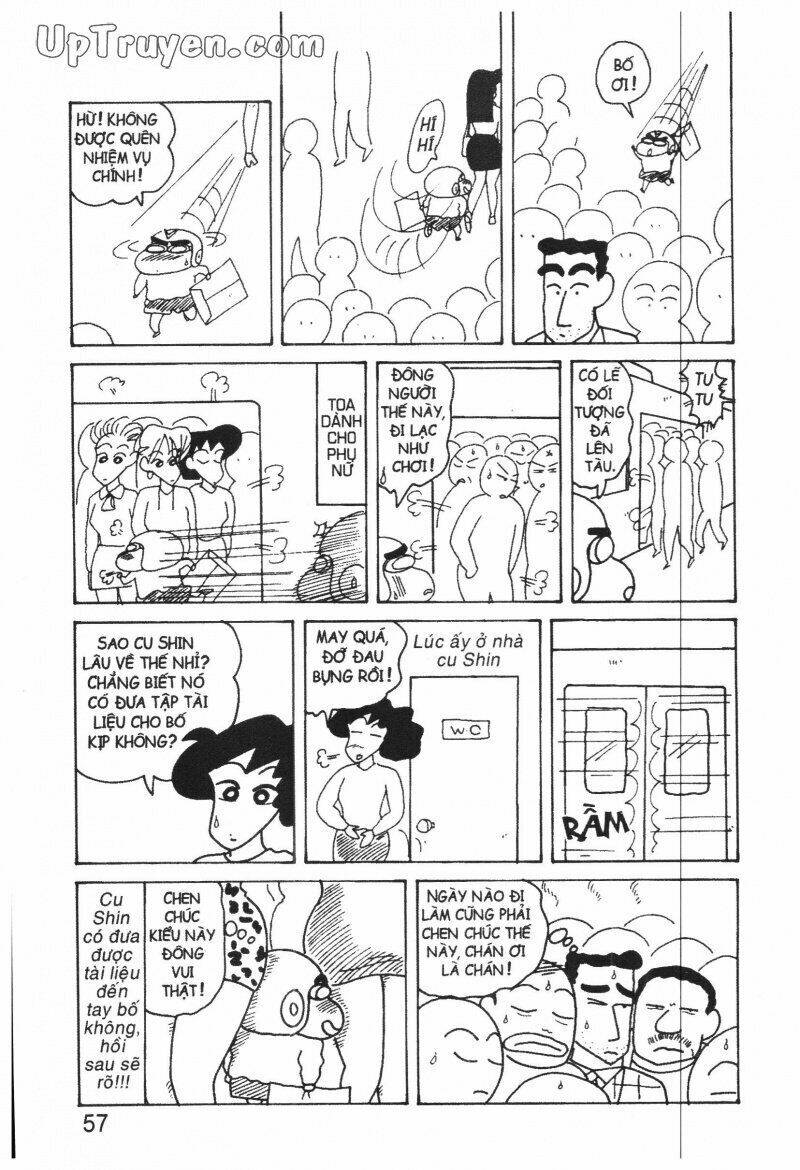 UpTruyen.com
BỐ
ƠI!
HÍ
HÍ
HỪ! KHÔNG
ĐƯỢC QUÊN
NHIỆM VỤ
CHÍNH!
TU
TU
CÓ LẼ
ĐỐI
TƯỢNG
ĐÃ
LÊN
TÀU.
ĐÔNG
NGƯỜI
THẾ NÀY,
ĐI LẠC
NHƯ
CHƠI!
TOA
DÀNH
CHO
PHỤ
NỮ
RẦM
Lúc ấy ở nhà
cu Shin
MAY QUÁ,
ĐỠ ĐAU
BỤNG RỒI!
W·C
SAO CU SHIN
LÂU VỀ THẾ NHỈ?
CHẲNG BIẾT NÓ
CÓ ĐƯA TẬP TÀI
LIỆU CHO BỐ
KỊP KHÔNG?
NGÀY NÀO ĐI
LÀM CŨNG PHẢI
CHEN CHÚC THẾ
NÀY, CHÁN ƠI
LÀ CHÁN!
CHEN
CHÚC
KIỂU NÀY
ĐÔNG
VUI
THẬT!
Cu
Shin
có đưa
được
tài liệu
đến
tay bố
không,
hồi
sau sẽ
rõ!!!
57